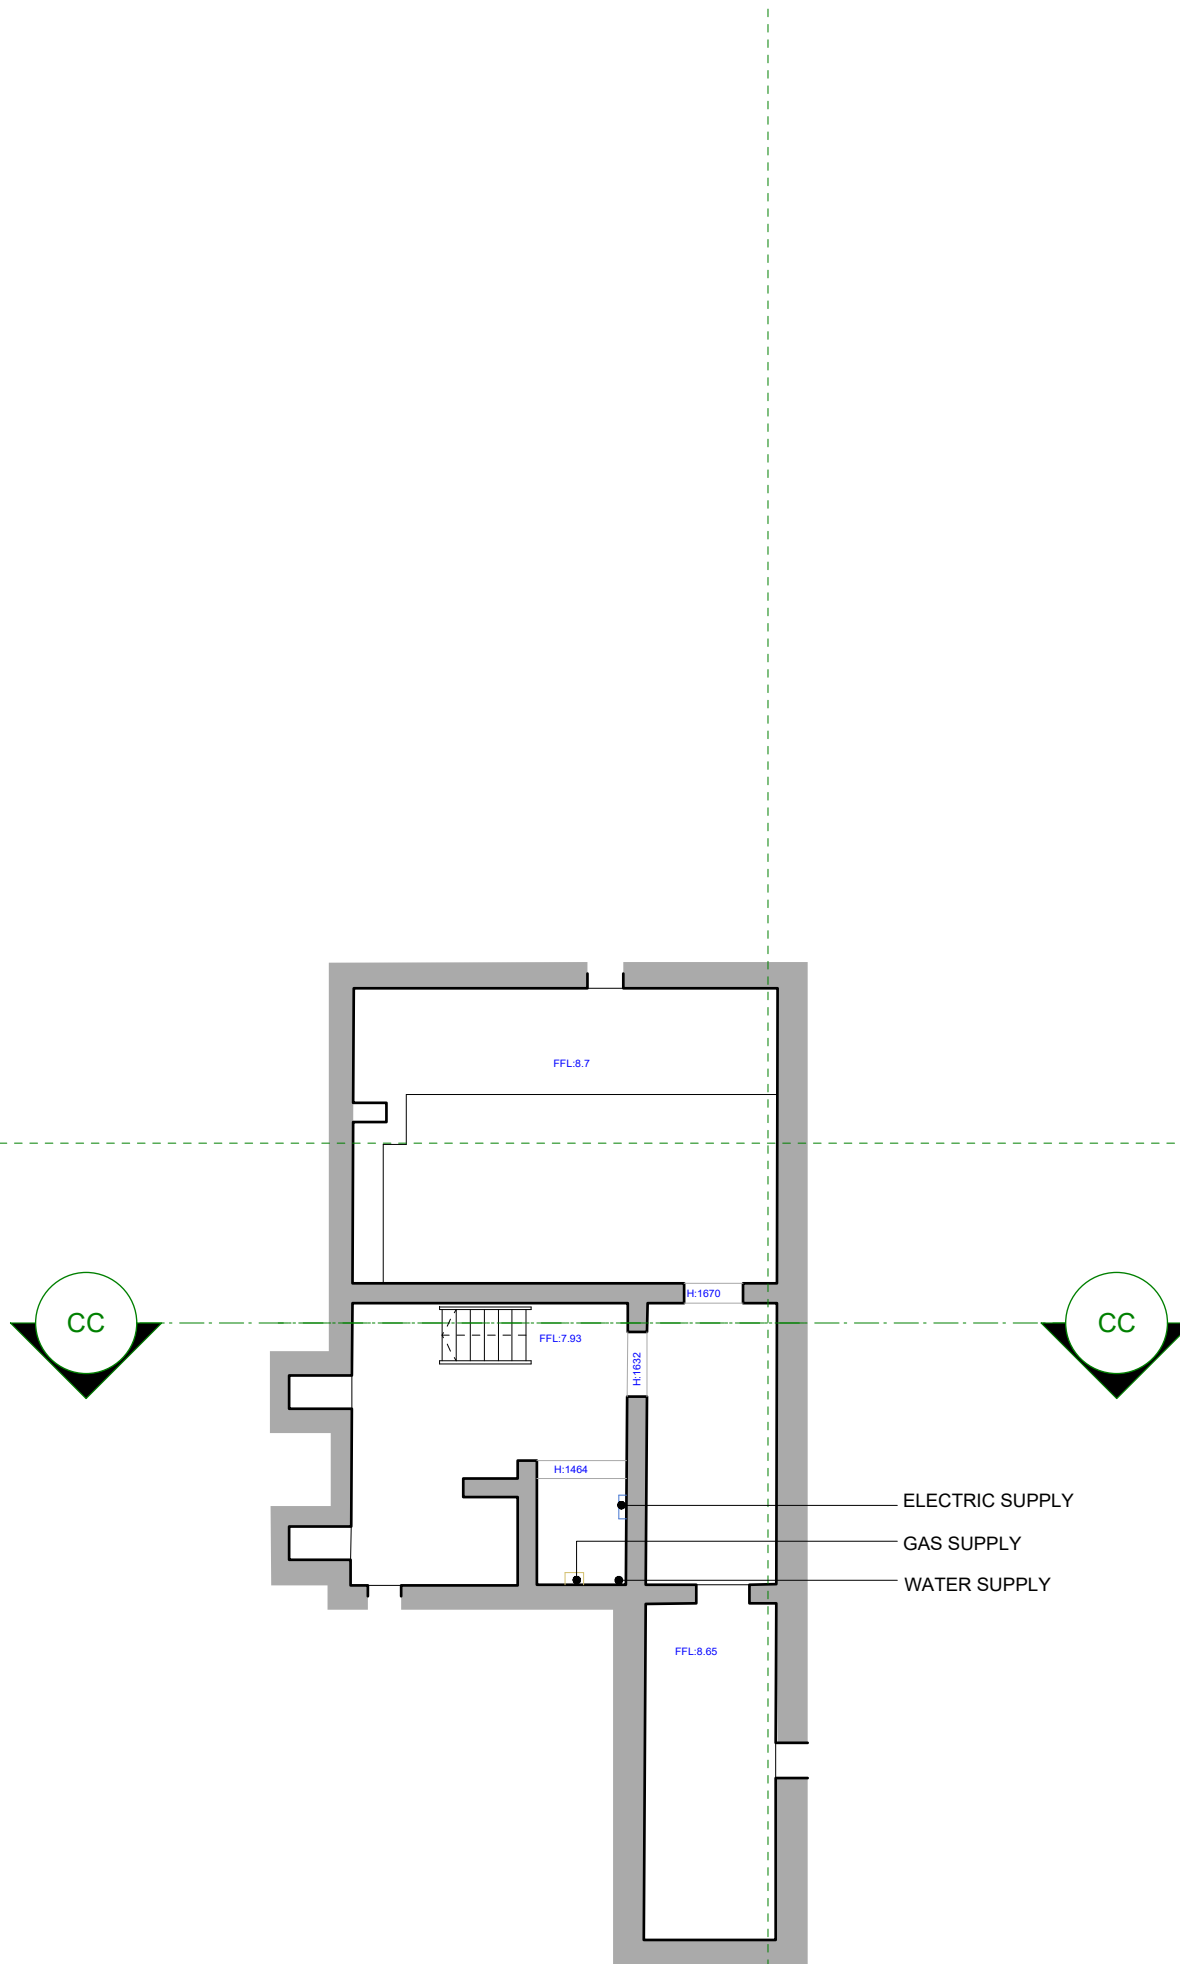 FFL:8.7
H:1670
CC
CC
FFL:7.93
H:1632
H:1464
ELECTRIC SUPPLY
GAS SUPPLY
WATER SUPPLY
FFL:8.65